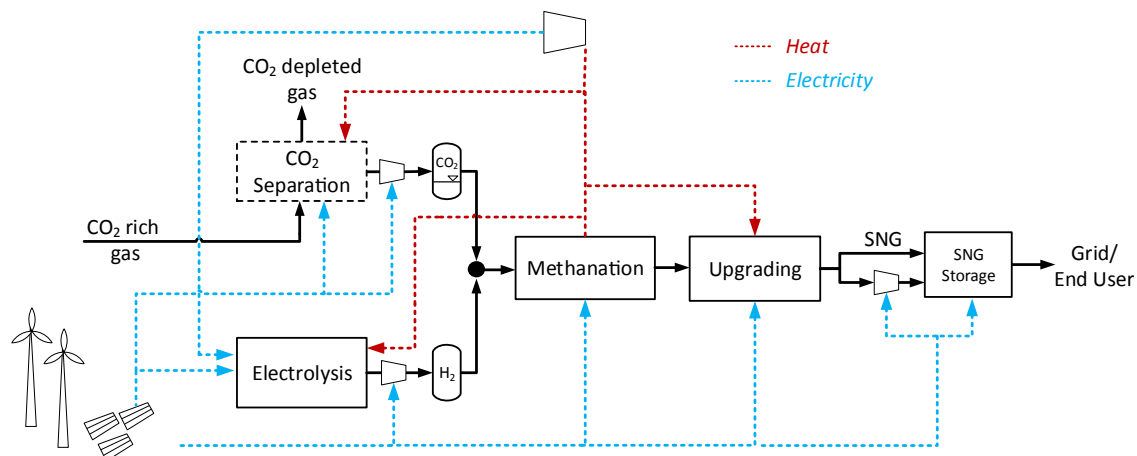 Heat
Electricity
CO₂ depleted
gas
CO₂
Separation
CO₂
CO₂ rich
gas
Methanation
Upgrading
SNG
SNG
Storage
Grid/
End User
Electrolysis
H₂